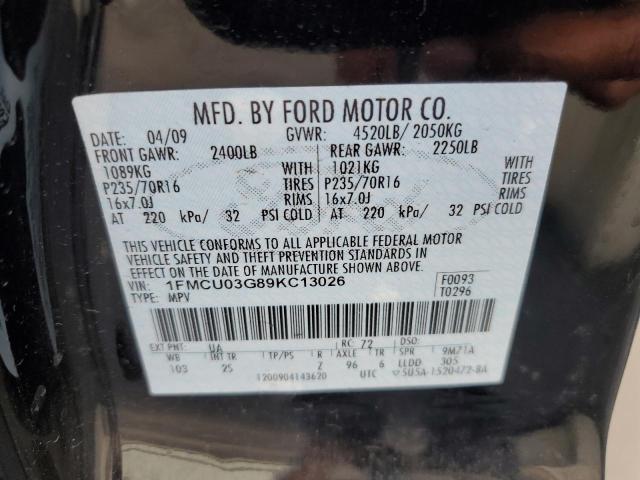 MFD. BY FORD MOTOR CO.
DATE: 04/09 GVWR: 4520LB/ 2050KG
FRONT GAWR: 2400LB REAR GAWR: 2250LB
1089KG WITH 1021KG WITH
P235/70R16 TIRES P235/70R16 TIRES
16x7.0J RIMS 16x7.0J RIMS
AT 220 kPa/ 32 PSI COLD AT 220 kPa/ 32 PSI COLD
THIS VEHICLE CONFORMS TO ALL APPLICABLE FEDERAL MOTOR
VEHICLE SAFETY AND THEFT PREVENTION STANDARDS IN
EFFECT ON THE DATE OF MANUFACTURE SHOWN ABOVE.
VIN: 1FMCU03G89KC13026 F0093
TYPE: MPV T0296
EXT PNT: UA RC: 72 DSO:
WB INT TR TP/PS R AXLE TR SPR 9M71A
103 2S Z 96 6 LLDD 305
1200904143620 UTC 5U5A-1520472-BA